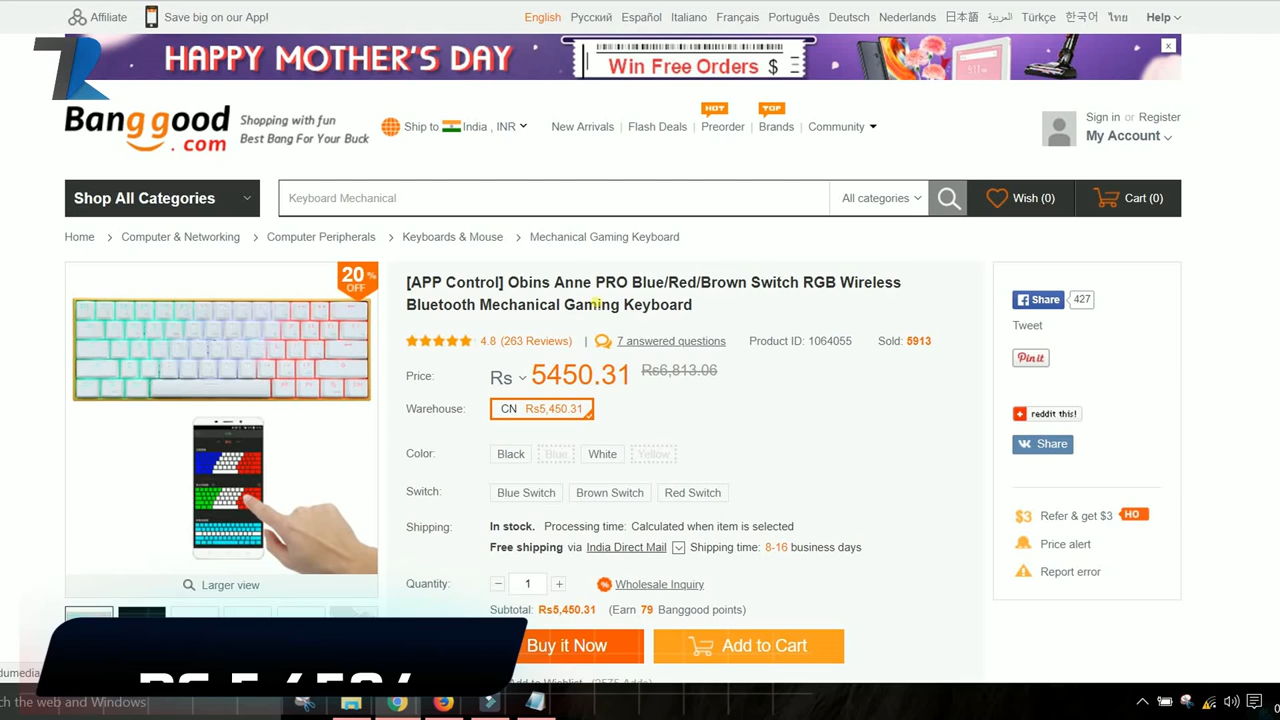 Affiliate Save big on our App! English Русский Español Italiano Français Português Deutsch Nederlands 日本語 العربية Türkçe 한국어 ไทย Help
HAPPY MOTHER'S DAY Win Free Orders $ x
Banggood.com
Shopping with fun
Best Bang For Your Buck
Ship to India , INR New Arrivals Flash Deals HOT Preorder TOP Brands Community
Sign in or Register
My Account
Shop All Categories Keyboard Mechanical All categories Wish (0) Cart (0)
Home > Computer & Networking > Computer Peripherals > Keyboards & Mouse > Mechanical Gaming Keyboard
20% OFF
[APP Control] Obins Anne PRO Blue/Red/Brown Switch RGB Wireless
Bluetooth Mechanical Gaming Keyboard
4.8 (263 Reviews) | 7 answered questions Product ID: 1064055 Sold: 5913
Price: Rs 5450.31 Rs6,813.06
Warehouse: CN Rs5,450.31
Color: Black Blue White Yellow
Switch: Blue Switch Brown Switch Red Switch
Shipping: In stock. Processing time: Calculated when item is selected
Free shipping via India Direct Mail Shipping time: 8-16 business days
Larger view
Quantity: − 1 + Wholesale Inquiry
Subtotal: Rs5,450.31 (Earn 79 Banggood points)
Buy it Now Add to Cart
Share 427
Tweet
Pin it
reddit this!
Share
Refer & get $3 HO
Price alert
Report error
dumedia
ch the web and Windows